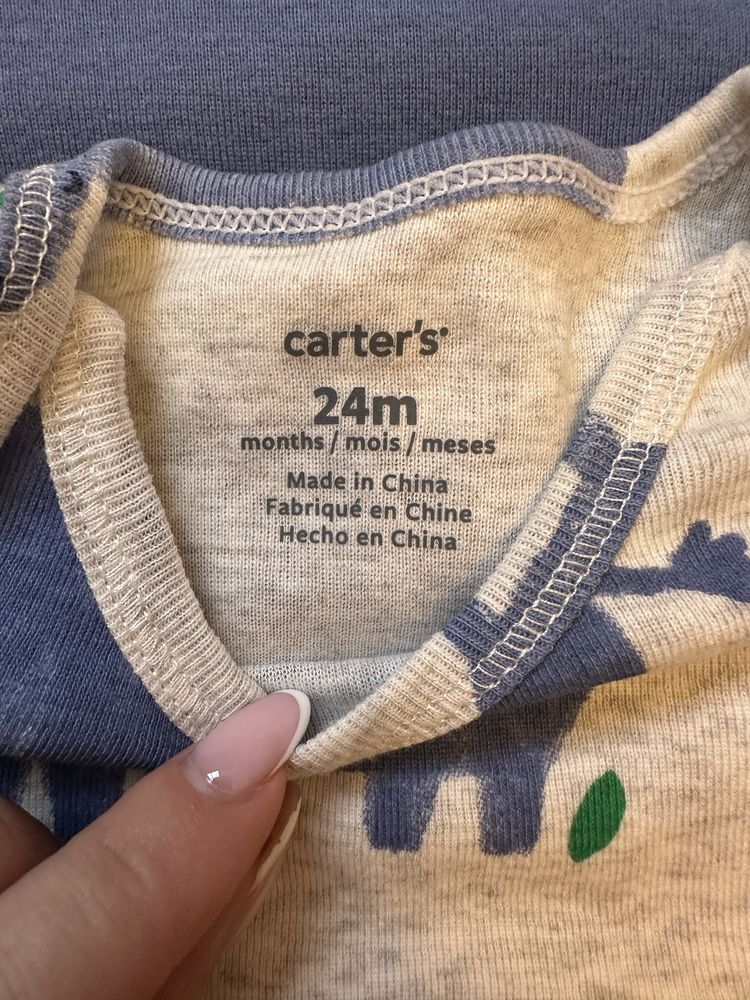 carter's
24m
months / mois / meses
Made in China
Fabriqué en Chine
Hecho en China